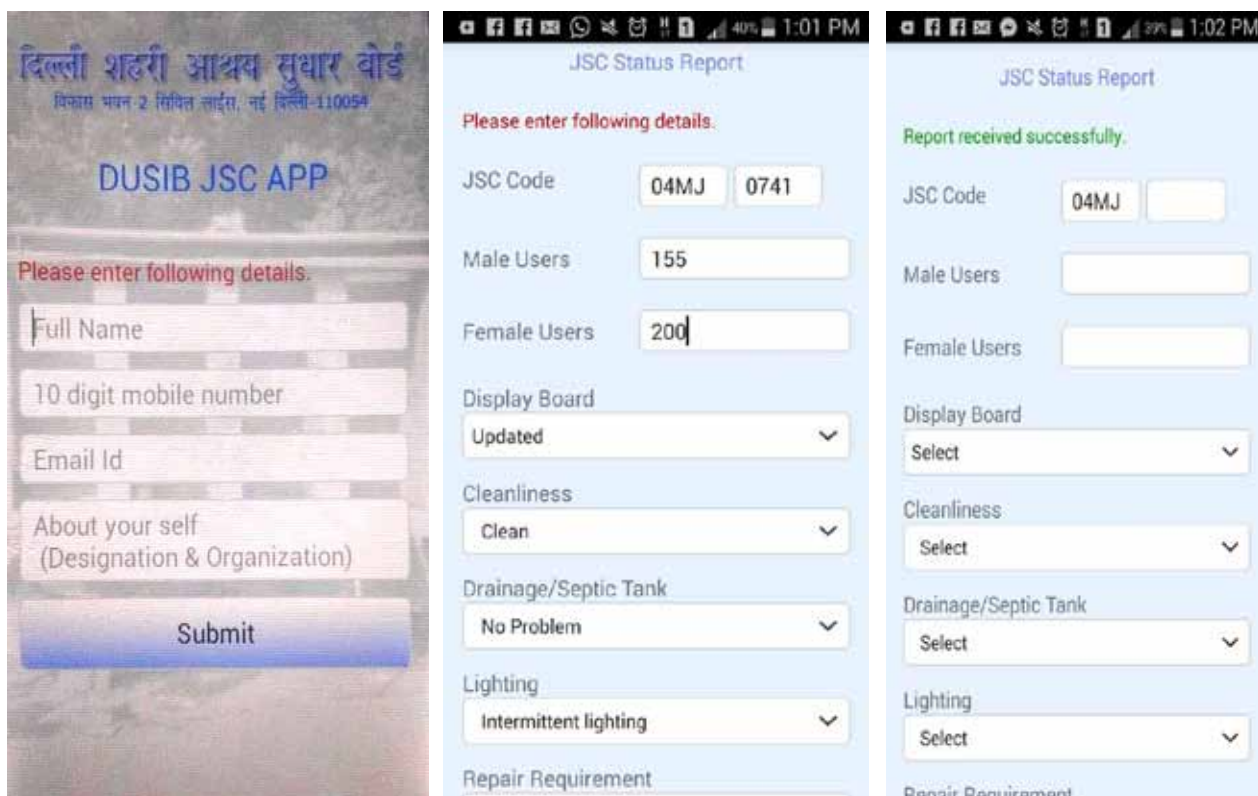 दिल्ली शहरी आश्रय सुधार बोर्ड
विकास भवन-2 सिविल लाईंस, नई दिल्ली-110054
DUSIB JSC APP
Please enter following details.
Full Name
10 digit mobile number
Email Id
About your self
(Designation & Organization)
Submit
40% 1:01 PM
JSC Status Report
Please enter following details.
JSC Code 04MJ 0741
Male Users 155
Female Users 200
Display Board
Updated
Cleanliness
Clean
Drainage/Septic Tank
No Problem
Lighting
Intermittent lighting
Repair Requirement
39% 1:02 PM
JSC Status Report
Report received successfully.
JSC Code 04MJ
Male Users
Female Users
Display Board
Select
Cleanliness
Select
Drainage/Septic Tank
Select
Lighting
Select
Repair Requirement